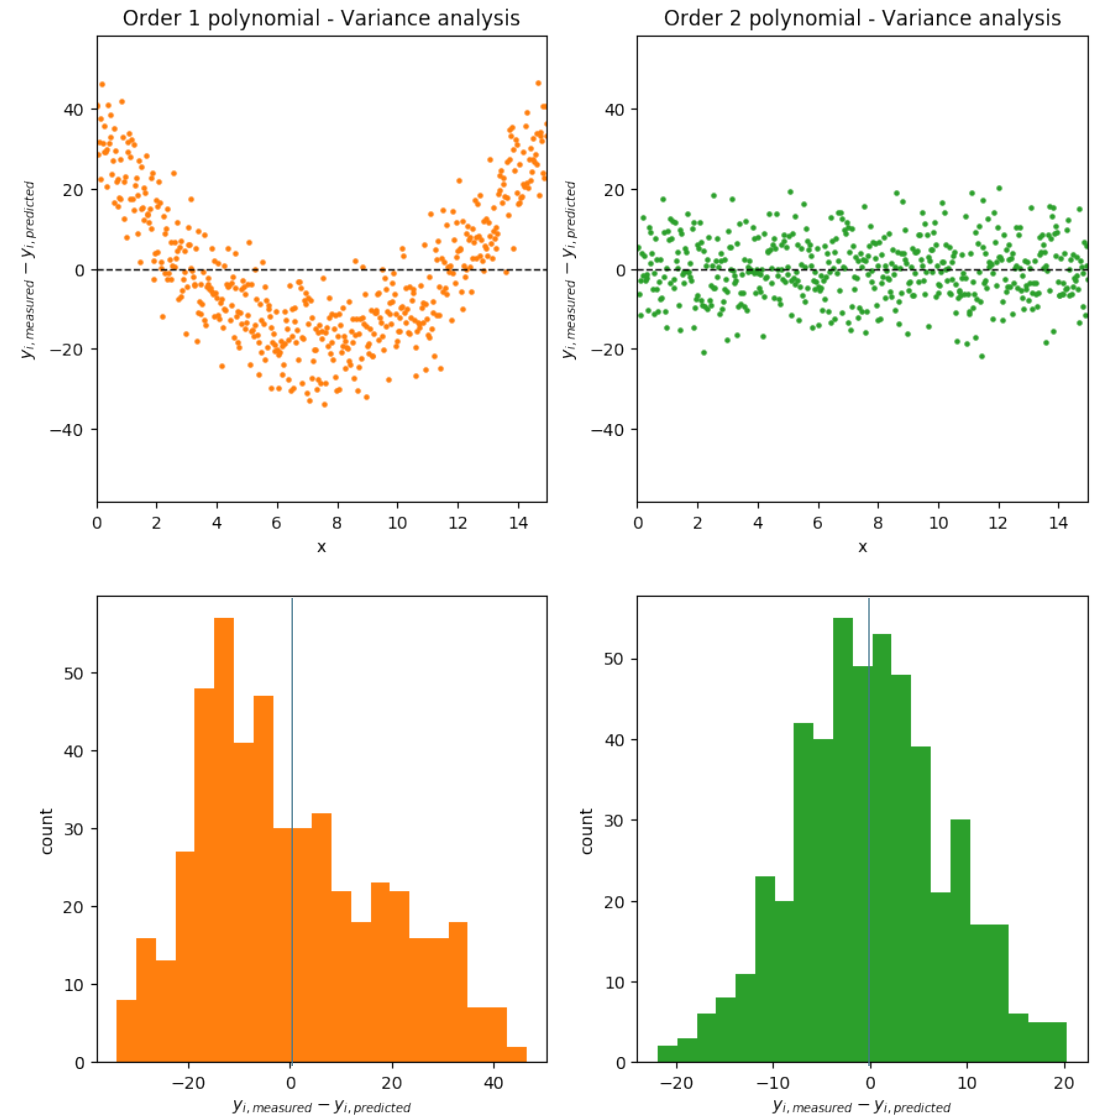 Order 1 polynomial - Variance analysis
y_{i, measured} − y_{i, predicted}
40
20
0
−20
−40
0 2 4 6 8 10 12 14
x
Order 2 polynomial - Variance analysis
y_{i, measured} − y_{i, predicted}
40
20
0
−20
−40
0 2 4 6 8 10 12 14
x
count
50
40
30
20
10
0
−20 0 20 40
y_{i, measured} − y_{i, predicted}
count
50
40
30
20
10
0
−20 −10 0 10 20
y_{i, measured} − y_{i, predicted}